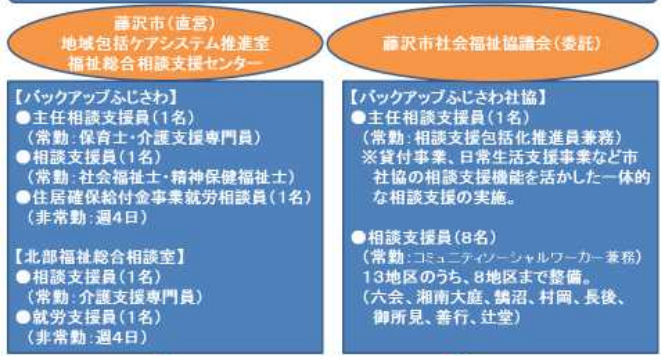 藤沢市(直営)
地域包括ケアシステム推進室
福祉総合相談支援センター
【バックアップふじさわ】
●主任相談支援員(1名)
(常勤:保育士・介護支援専門員)
●相談支援員(1名)
(常勤:社会福祉士・精神保健福祉士)
●住居確保給付金事業就労相談員(1名)
(非常勤:週4日)
【北部福祉総合相談室】
●相談支援員(1名)
(常勤:介護支援専門員)
●就労支援員(1名)
(非常勤:週4日)
藤沢市社会福祉協議会(委託)
【バックアップふじさわ社協】
●主任相談支援員(1名)
(常勤:相談支援包括化推進員兼務)
※貸付事業、日常生活支援事業など市
社協の相談支援機能を活かした一体的
な相談支援の実施。
●相談支援員(8名)
(常勤:コミュニティソーシャルワーカー兼務)
13地区のうち、8地区まで整備。
(六会、湘南大庭、鵠沼、村岡、長後、
御所見、善行、辻堂)